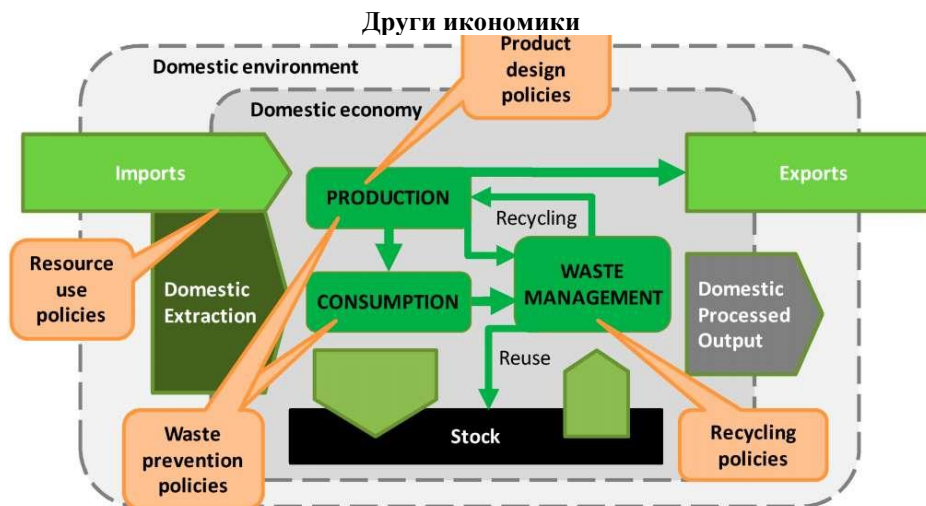 Други икономики
Product
design
policies
Domestic environment
Domestic economy
Imports
Exports
PRODUCTION
Recycling
Resource
use
policies
Domestic
Extraction
CONSUMPTION
WASTE
MANAGEMENT
Domestic
Processed
Output
Reuse
Waste
prevention
policies
Stock
Recycling
policies